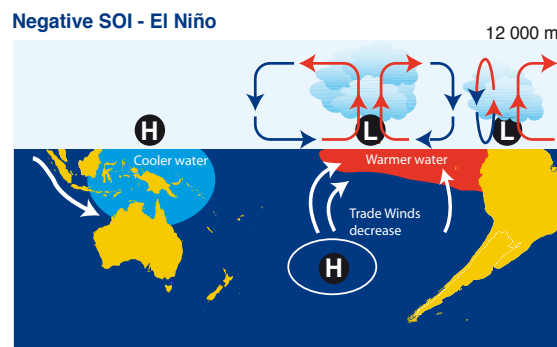 Negative SOI - El Niño
12 000 m
H
L
L
Cooler water
Warmer water
Trade Winds
decrease
H